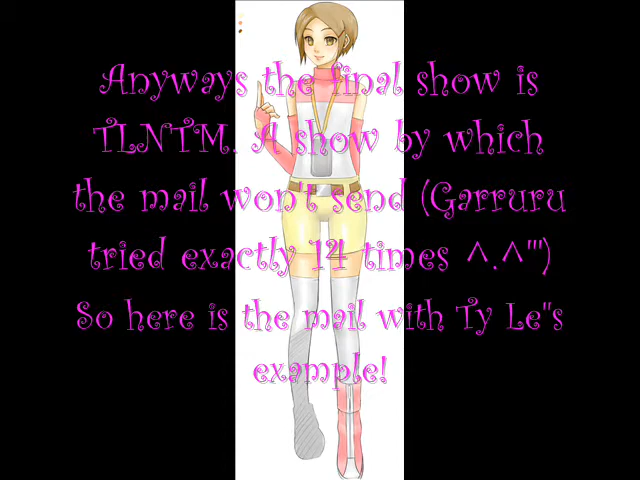 Anyways the final show is
TLNTM. A show by which
the mail won't send (Garruru
tried exactly 14 times ^.^''')
So here is the mail with Ty Le"s
example!